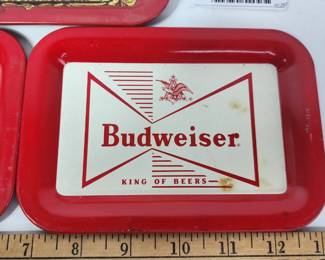 Budweiser®
KING OF BEERS
7 8 9 10 11 12